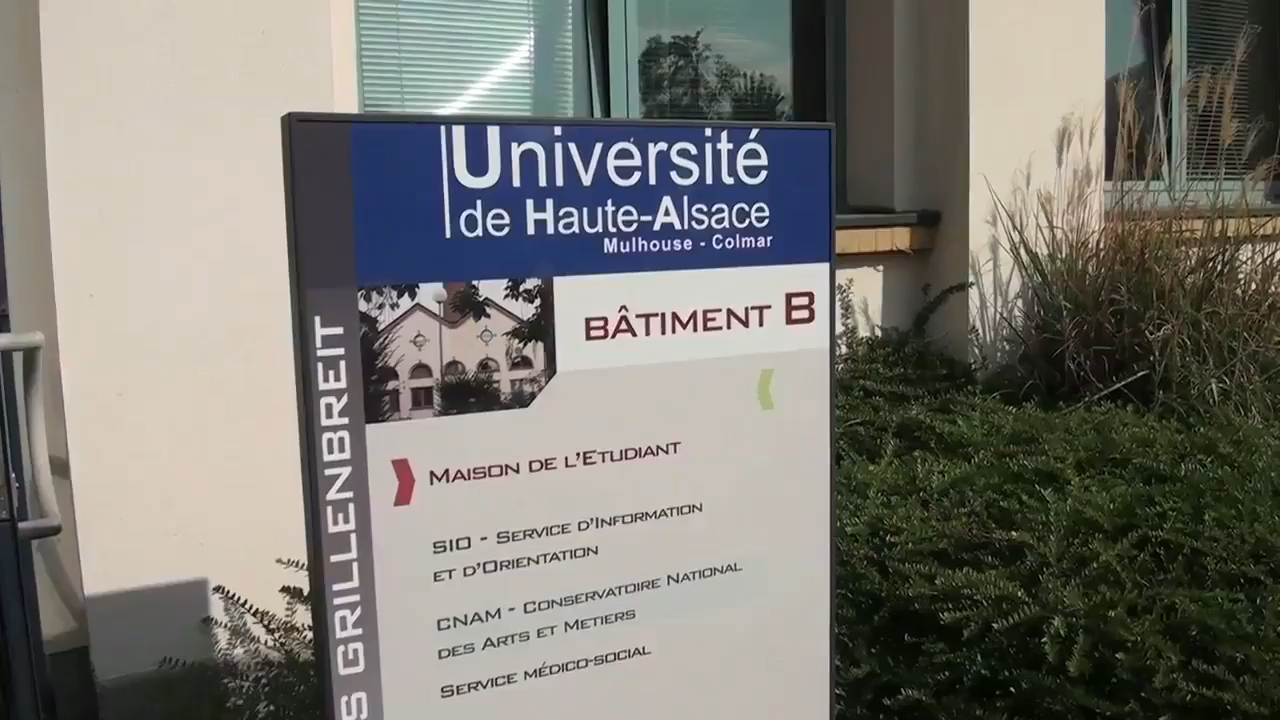 Université
de Haute-Alsace
Mulhouse - Colmar
BÂTIMENT B
MAISON DE L'ETUDIANT
SIO - SERVICE D'INFORMATION
ET D'ORIENTATION
CNAM - CONSERVATOIRE NATIONAL
DES ARTS ET METIERS
SERVICE MÉDICO-SOCIAL
GRILLENBREIT